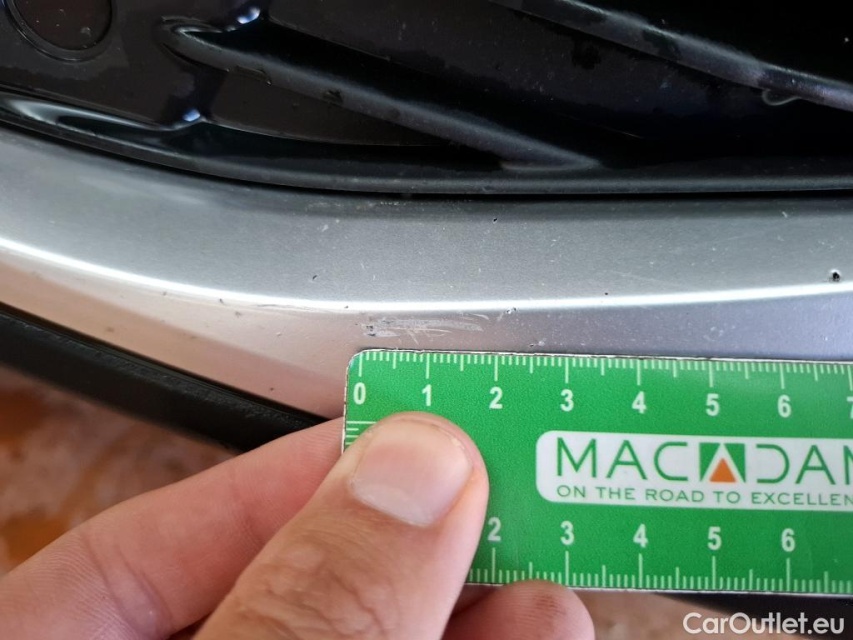 0 1 2 3 4 5 6 7
MACADAM
ON THE ROAD TO EXCELLEN
2 3 4 5 6
CarOutlet.eu